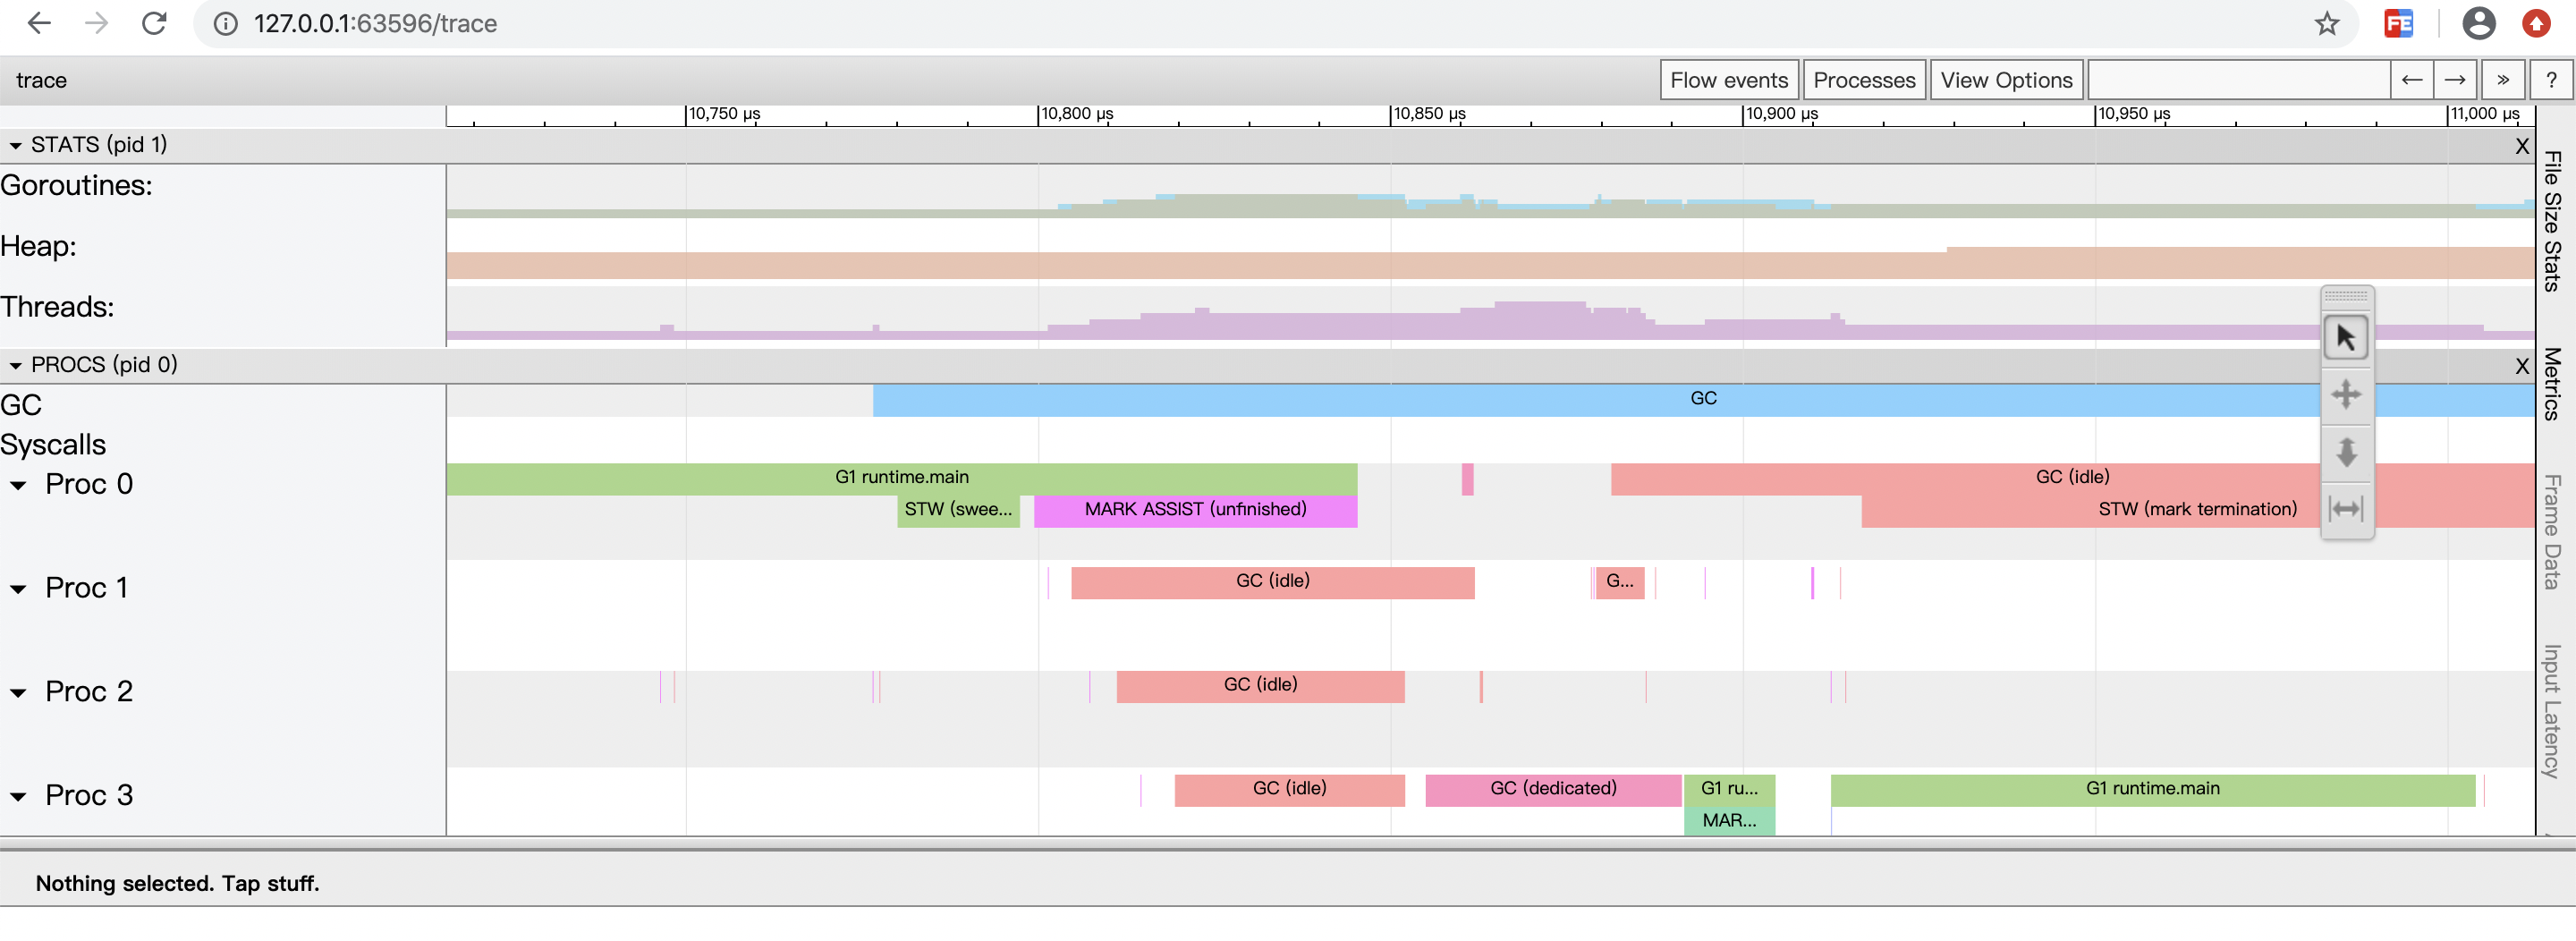 127.0.0.1:63596/trace
FE
trace
Flow events Processes View Options ← → » ?
10,750 µs 10,800 µs 10,850 µs 10,900 µs 10,950 µs 11,000 µs
STATS (pid 1) X
Goroutines:
Heap:
Threads:
PROCS (pid 0) X
GC GC
Syscalls
Proc 0 G1 runtime.main GC (idle)
STW (swee... MARK ASSIST (unfinished) STW (mark termination)
Proc 1 GC (idle) G...
Proc 2 GC (idle)
Proc 3 GC (idle) GC (dedicated) G1 ru... G1 runtime.main
MAR...
File Size Stats
Metrics
Frame Data
Input Latency
Nothing selected. Tap stuff.